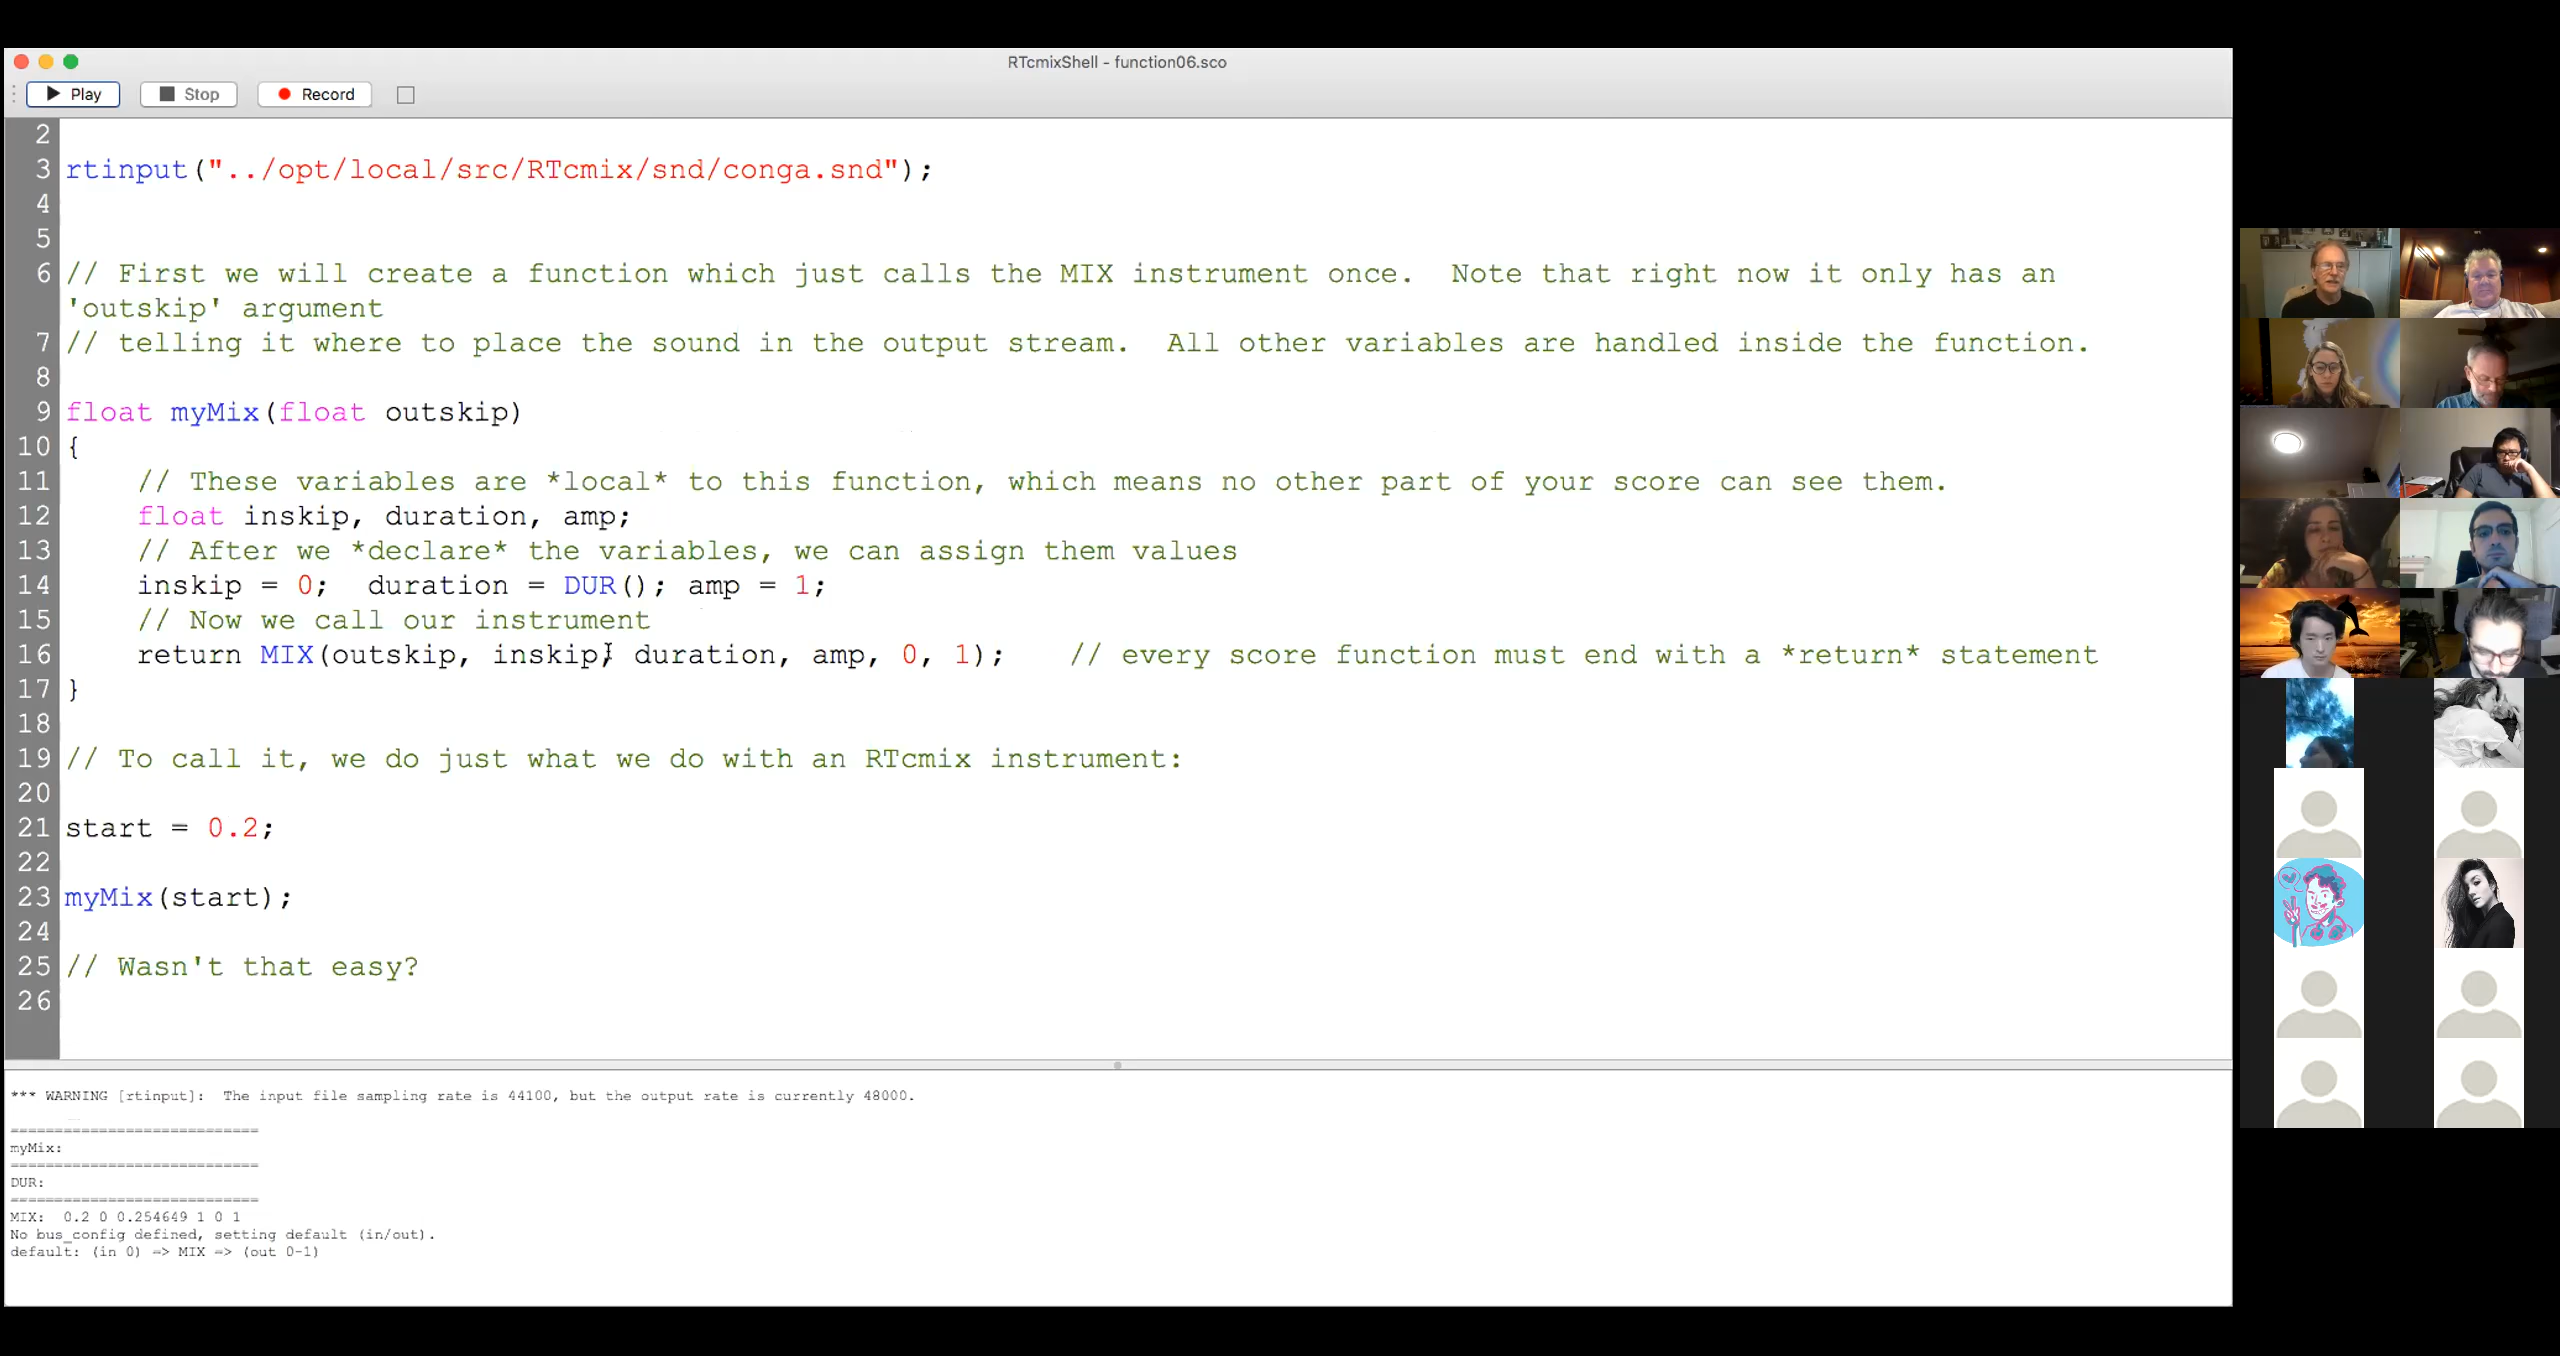 RTcmixShell - function06.sco
Play Stop Record
2
3 rtinput("../opt/local/src/RTcmix/snd/conga.snd");
4
5
6 // First we will create a function which just calls the MIX instrument once.  Note that right now it only has an
'outskip' argument
7 // telling it where to place the sound in the output stream.  All other variables are handled inside the function.
8
9 float myMix(float outskip)
10 {
11     // These variables are *local* to this function, which means no other part of your score can see them.
12     float inskip, duration, amp;
13     // After we *declare* the variables, we can assign them values
14     inskip = 0;  duration = DUR(); amp = 1;
15     // Now we call our instrument
16     return MIX(outskip, inskip, duration, amp, 0, 1);    // every score function must end with a *return* statement
17 }
18
19 // To call it, we do just what we do with an RTcmix instrument:
20
21 start = 0.2;
22
23 myMix(start);
24
25 // Wasn't that easy?
26
*** WARNING [rtinput]:  The input file sampling rate is 44100, but the output rate is currently 48000.
============================
myMix:
============================
DUR:
============================
MIX:  0.2 0 0.254649 1 0 1
No bus_config defined, setting default (in/out).
default: (in 0) => MIX => (out 0-1)